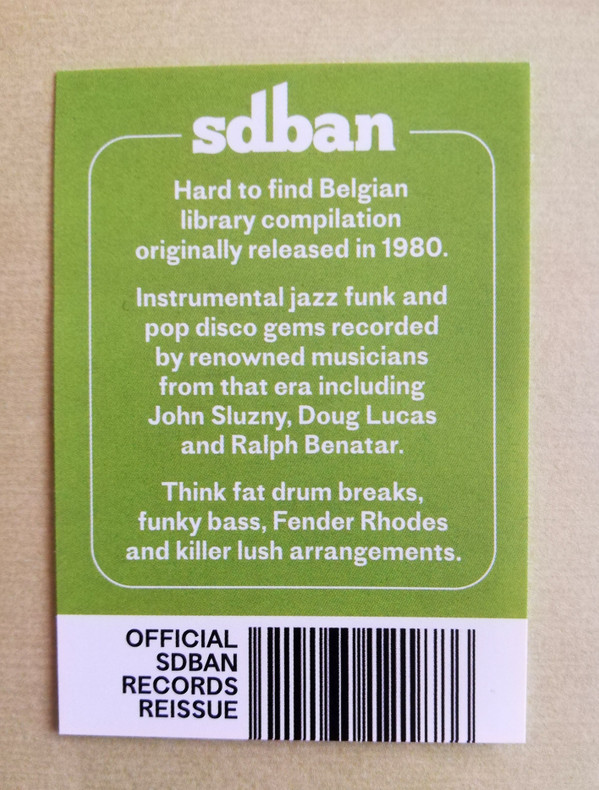 sdban
Hard to find Belgian
library compilation
originally released in 1980.
Instrumental jazz funk and
pop disco gems recorded
by renowned musicians
from that era including
John Sluzny, Doug Lucas
and Ralph Benatar.
Think fat drum breaks,
funky bass, Fender Rhodes
and killer lush arrangements.
OFFICIAL
SDBAN
RECORDS
REISSUE